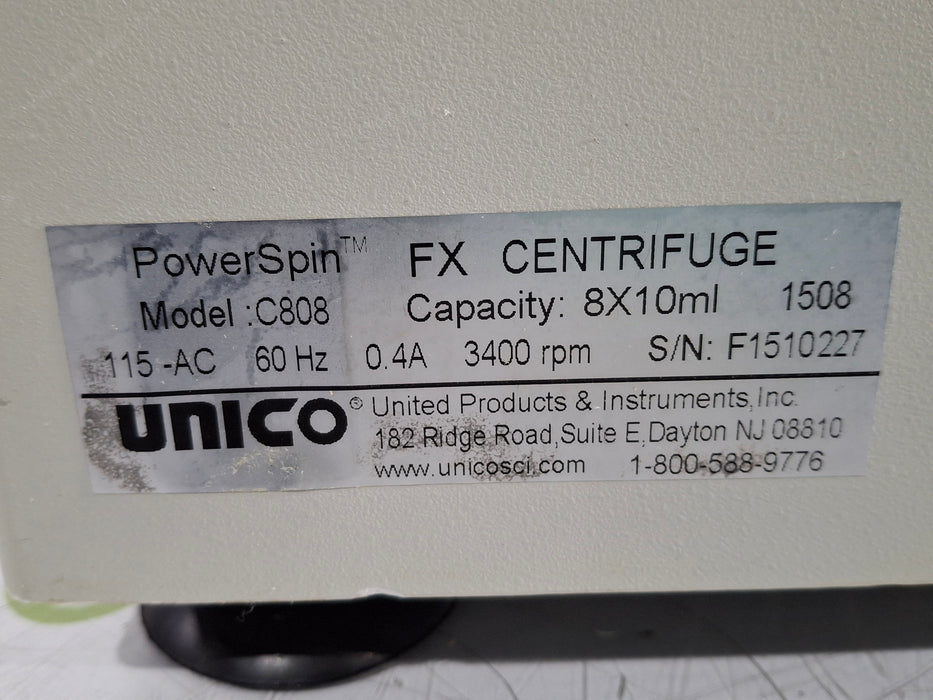 PowerSpin™ FX CENTRIFUGE
Model :C808 Capacity: 8X10ml 1508
115 -AC 60 Hz 0.4A 3400 rpm S/N: F1510227
UNICO® United Products & Instruments, Inc.
182 Ridge Road, Suite E, Dayton NJ 08810
www.unicosci.com 1-800-588-9776